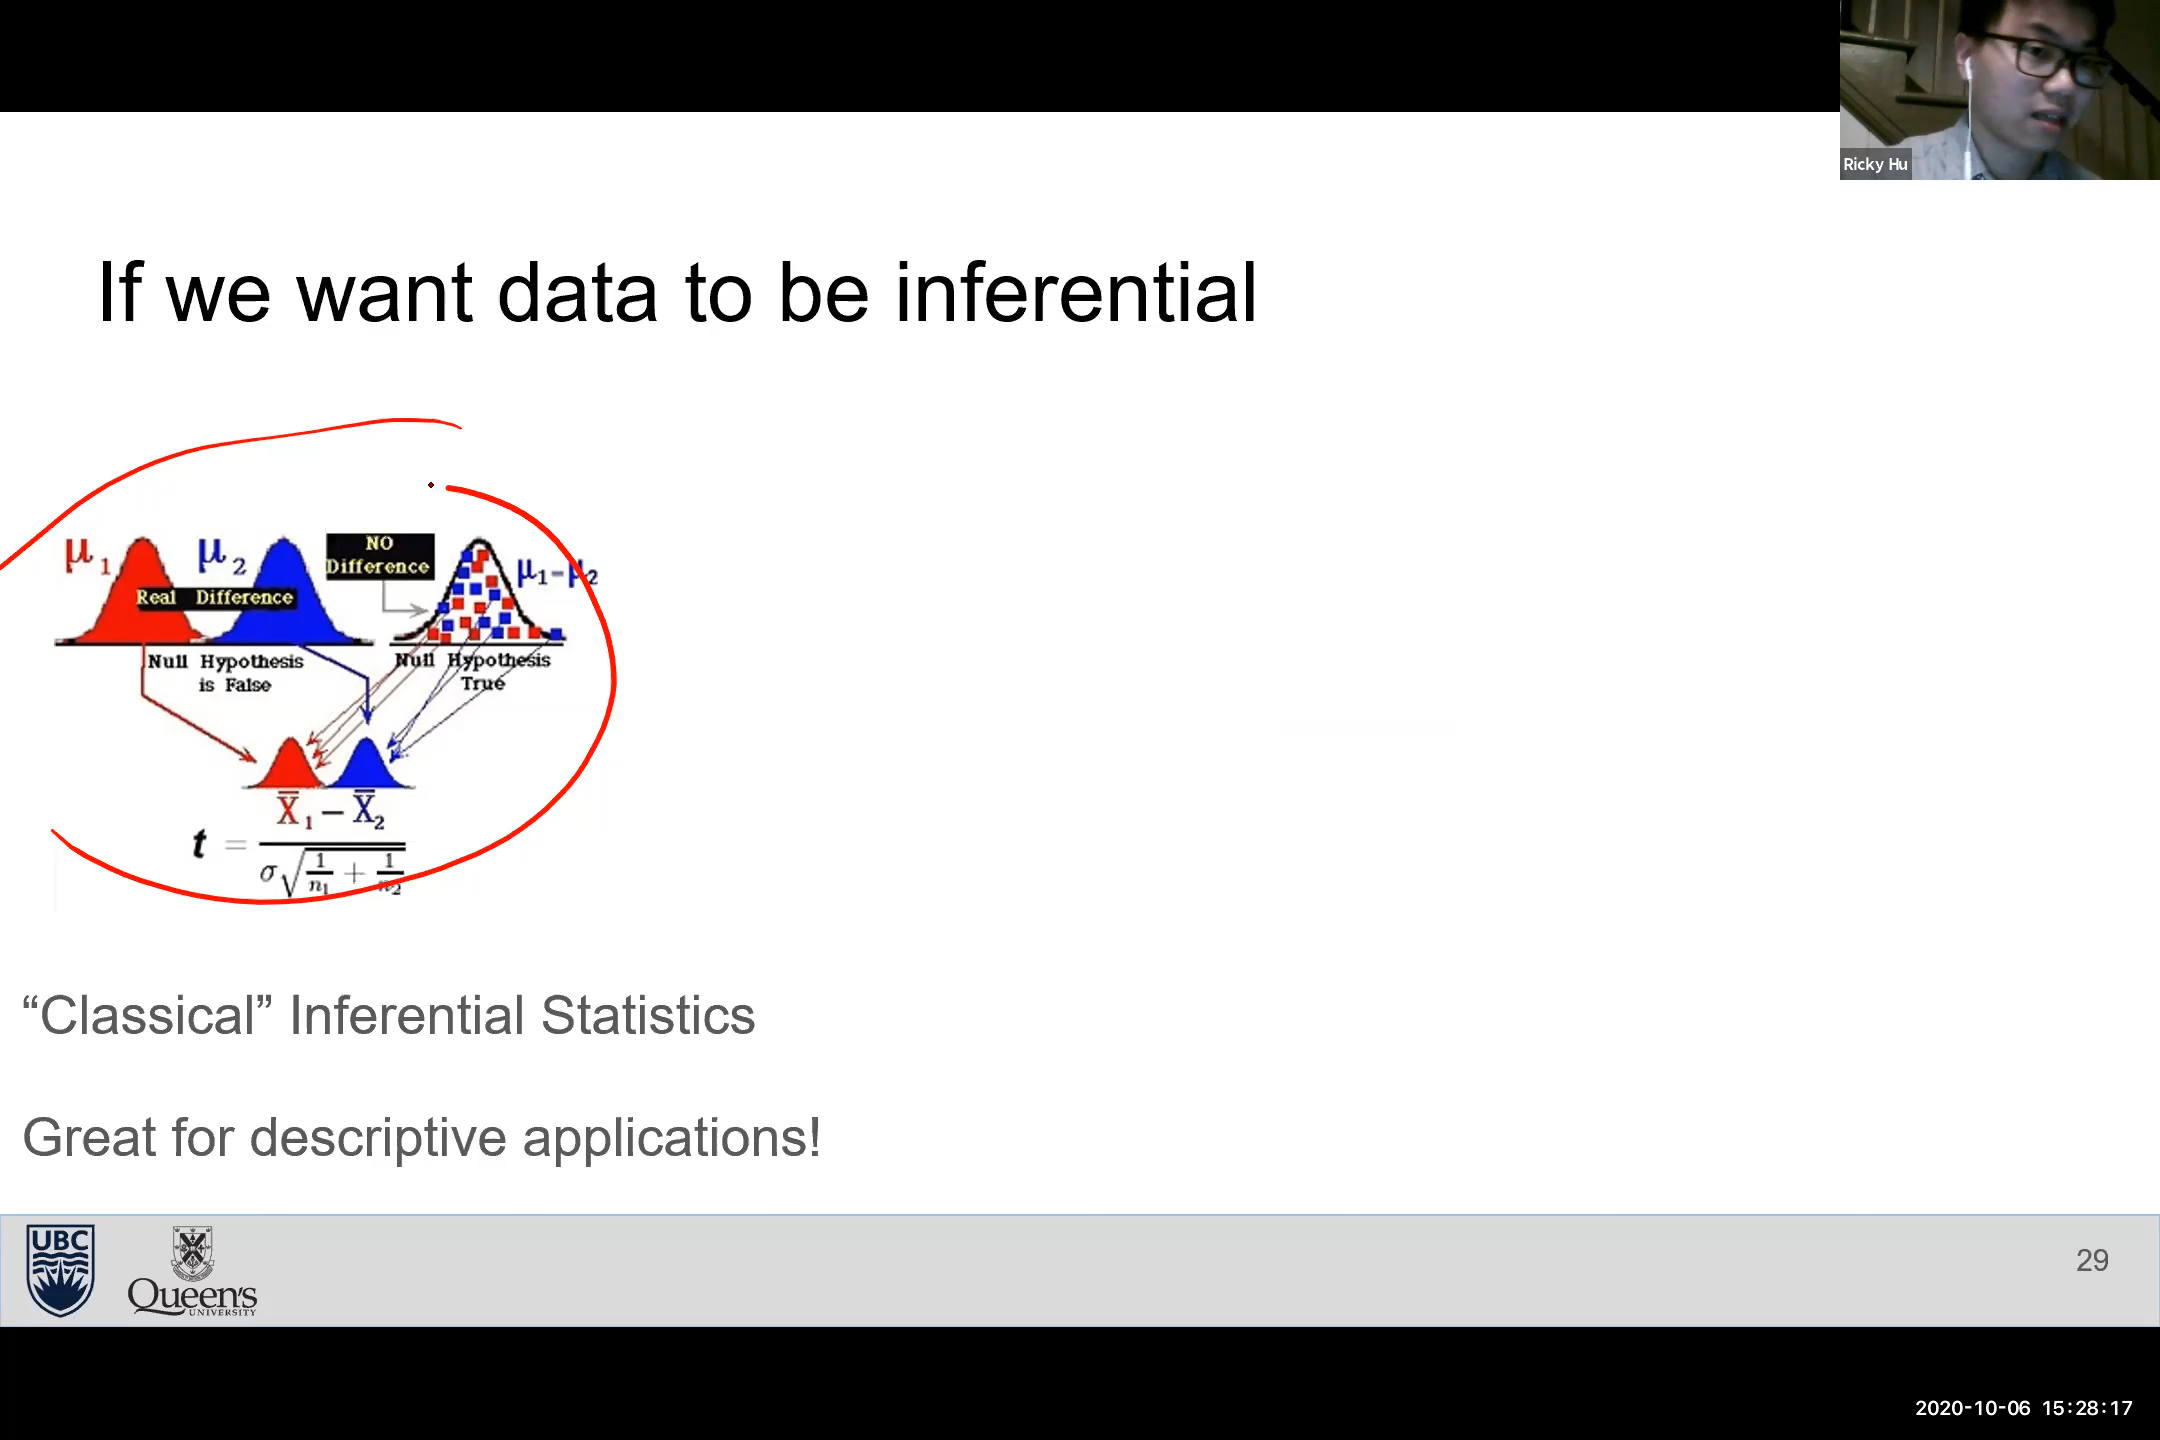 Ricky Hu
If we want data to be inferential
μ1 μ2 NO
Difference
μ1-μ2
Real Difference
Null Hypothesis
is False
Null Hypothesis
True
X̅1 - X̅2
t =
σ√ 1/n1 + 1/n2
“Classical” Inferential Statistics
Great for descriptive applications!
UBC
Queen's
UNIVERSITY
29
2020-10-06 15:28:17